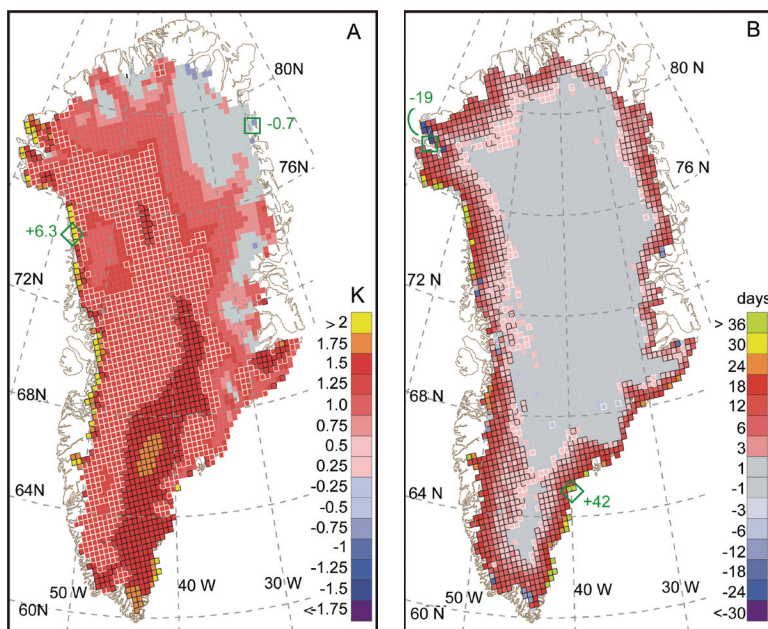 A
80N
-0.7
76N
+6.3
72N
K
> 2
1.75
1.5
68N
1.25
1.0
0.75
0.5
0.25
64N
-0.25
-0.5
-0.75
-1
-1.25
-1.5
<-1.75
50 W
40 W
30 W
60N
B
80 N
-19
76 N
72 N
days
> 36
30
24
68 N
18
12
6
3
1
64 N
-1
-3
-6
-12
-18
-24
<-30
+42
50 W
40 W
30 W
60 N